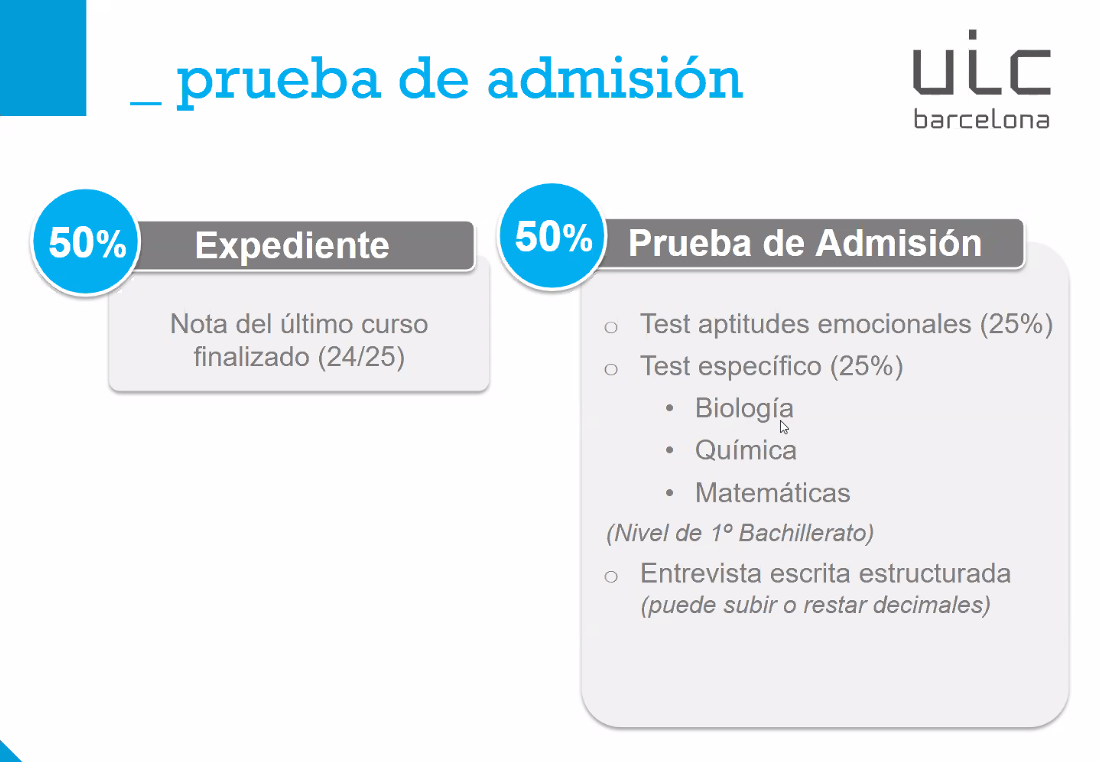 _ prueba de admisión
uic
barcelona
50% Expediente
Nota del último curso
finalizado (24/25)
50% Prueba de Admisión
o Test aptitudes emocionales (25%)
o Test específico (25%)
• Biología
• Química
• Matemáticas
(Nivel de 1º Bachillerato)
o Entrevista escrita estructurada
(puede subir o restar decimales)